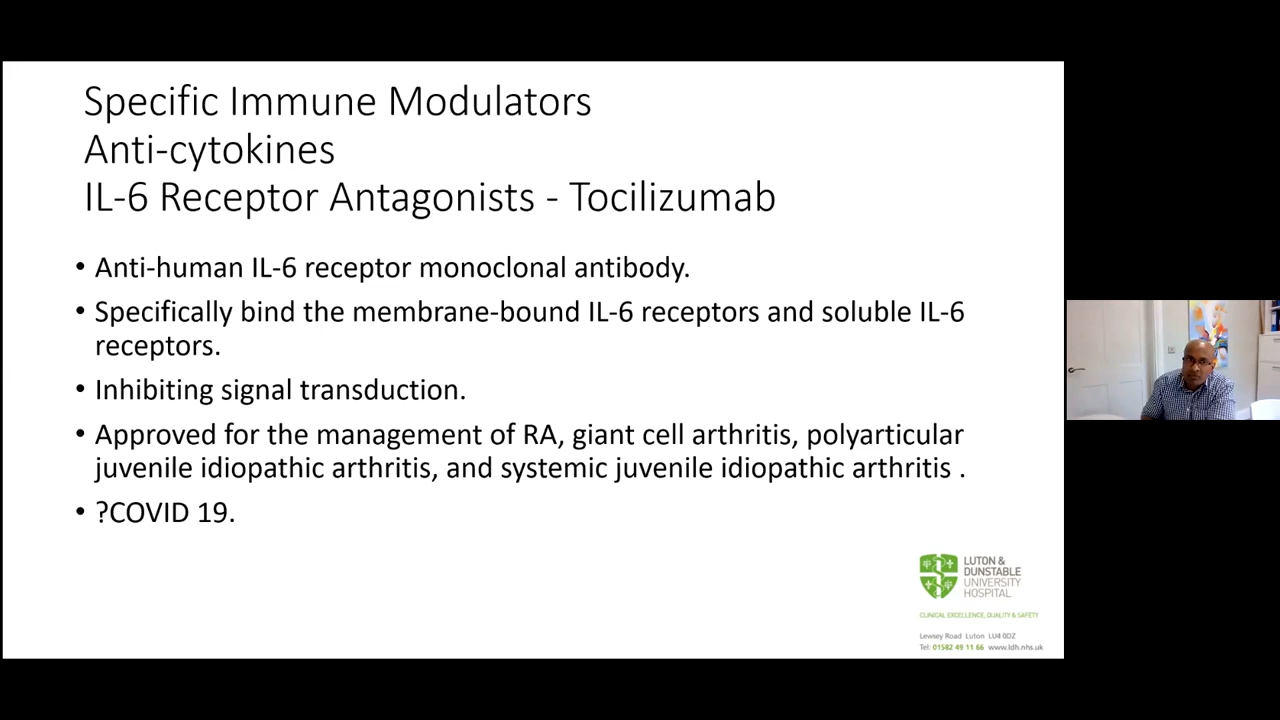 Specific Immune Modulators
Anti-cytokines
IL-6 Receptor Antagonists - Tocilizumab
• Anti-human IL-6 receptor monoclonal antibody.
• Specifically bind the membrane-bound IL-6 receptors and soluble IL-6
receptors.
• Inhibiting signal transduction.
• Approved for the management of RA, giant cell arthritis, polyarticular
juvenile idiopathic arthritis, and systemic juvenile idiopathic arthritis .
• ?COVID 19.
LUTON &
DUNSTABLE
UNIVERSITY
HOSPITAL
CLINICAL EXCELLENCE, QUALITY & SAFETY
Lewsey Road Luton LU4 0DZ
Tel: 01582 49 11 66 www.ldh.nhs.uk